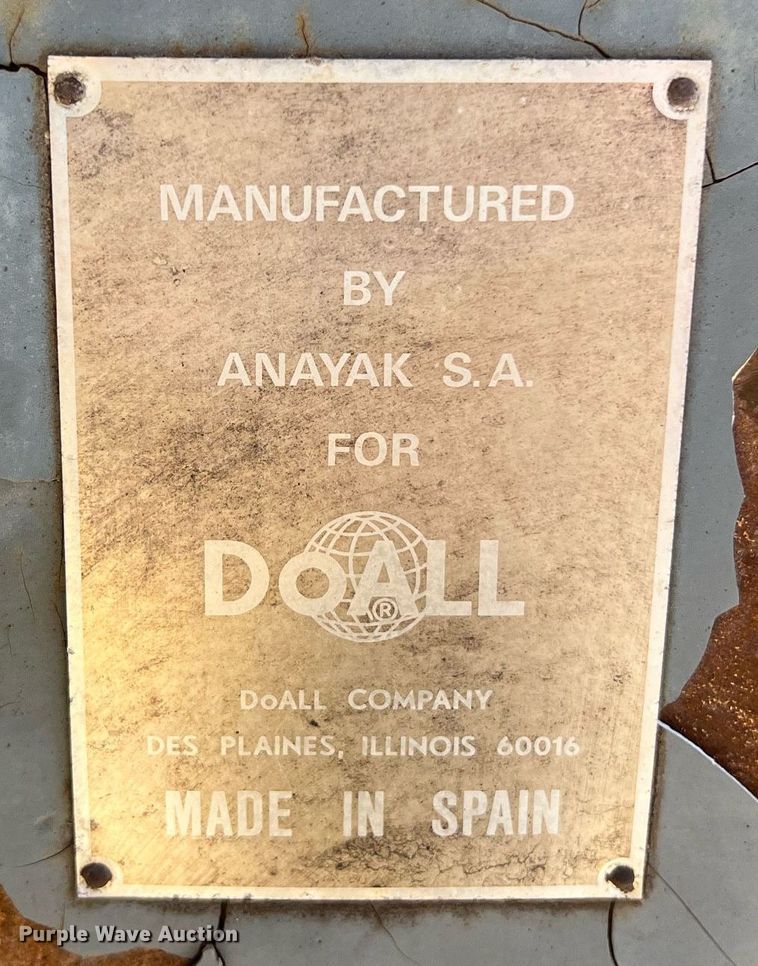 MANUFACTURED
BY
ANAYAK S.A.
FOR
DoALL®
DoALL COMPANY
DES PLAINES, ILLINOIS 60016
MADE IN SPAIN
Purple Wave Auction